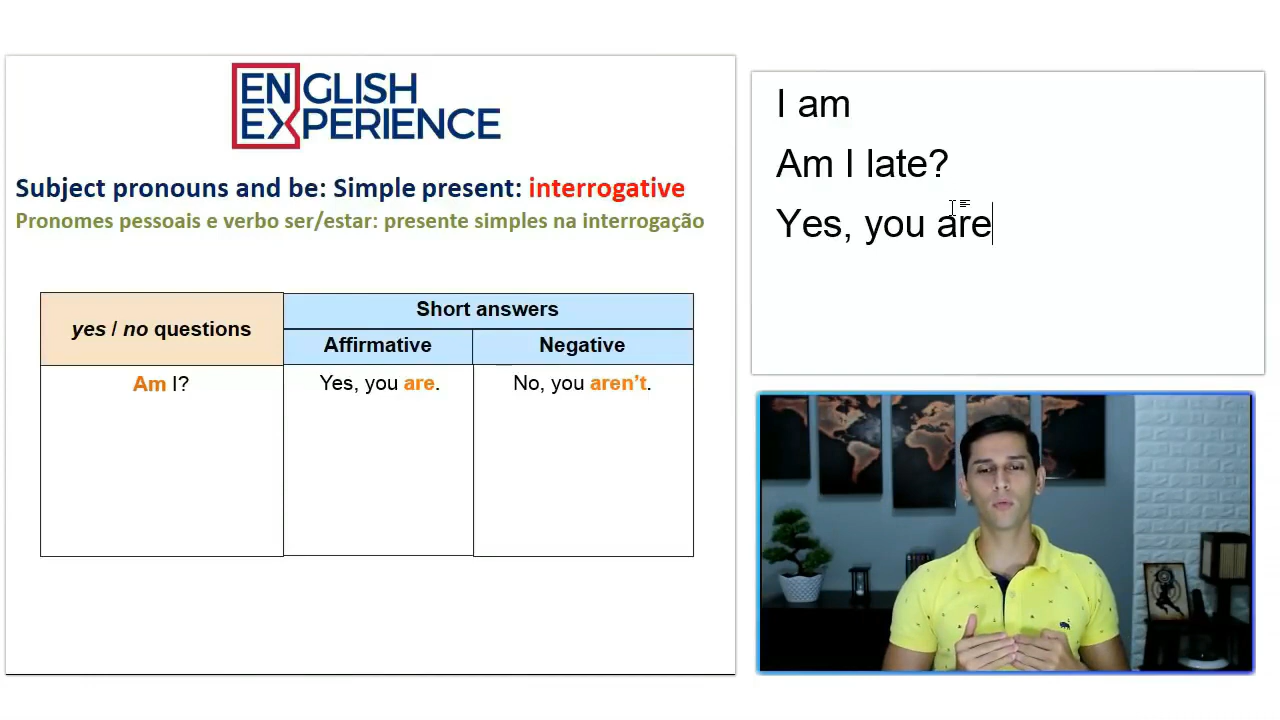 ENGLISH
EXPERIENCE
Subject pronouns and be: Simple present: interrogative
Pronomes pessoais e verbo ser/estar: presente simples na interrogação
yes / no questions
Short answers
Affirmative
Negative
Am I?
Yes, you are.
No, you aren't.
I am
Am I late?
Yes, you are